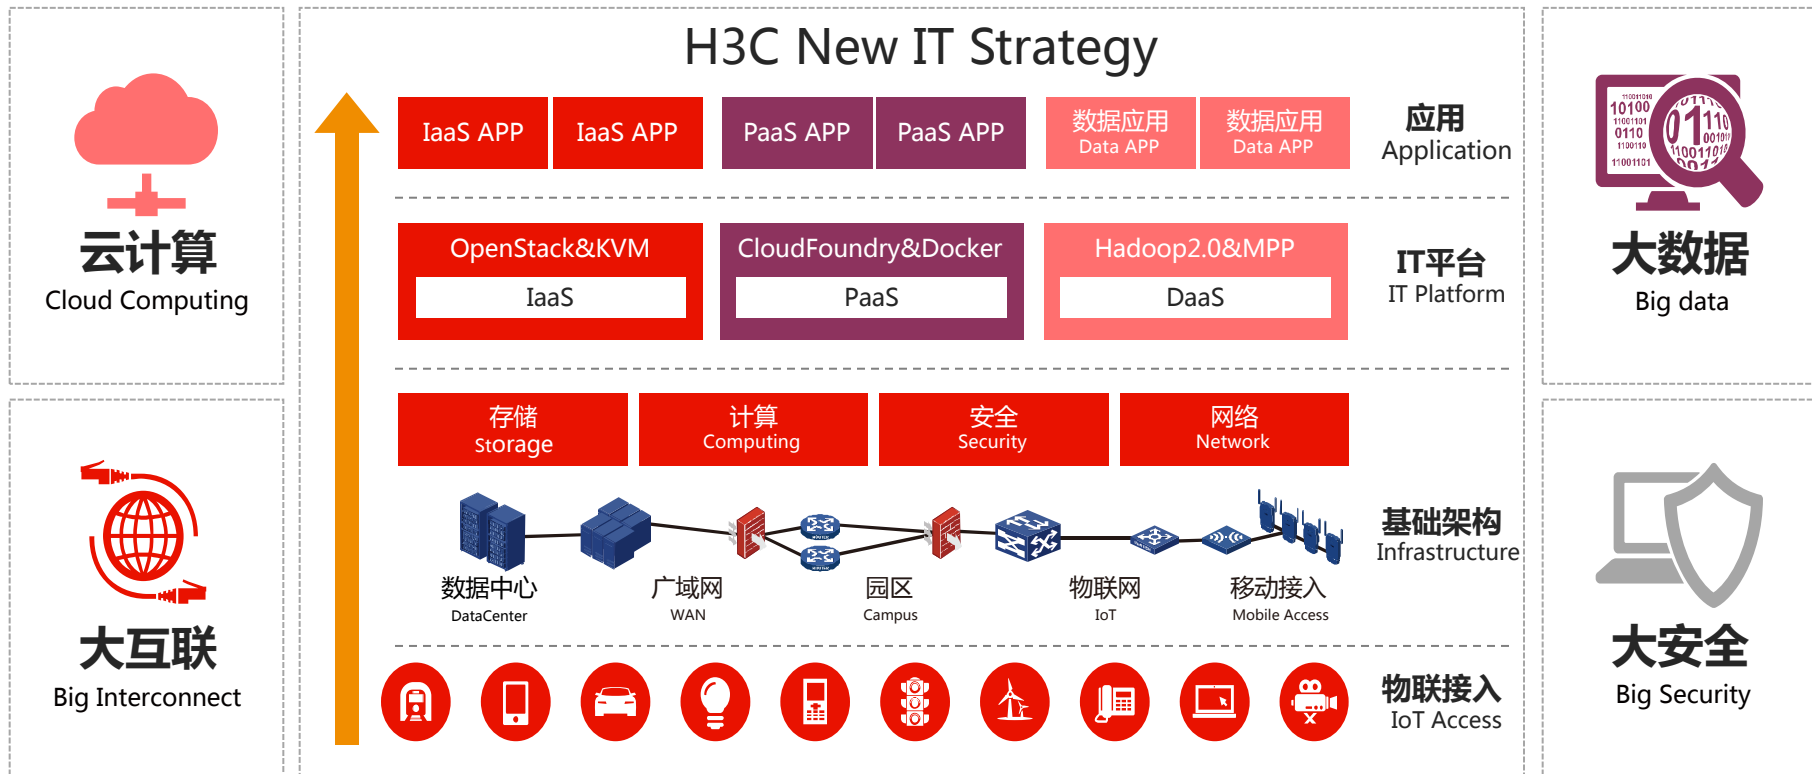 H3C New IT Strategy
云计算
Cloud Computing
大互联
Big Interconnect
IaaS APP
IaaS APP
PaaS APP
PaaS APP
数据应用
Data APP
数据应用
Data APP
应用
Application
OpenStack&KVM
IaaS
CloudFoundry&Docker
PaaS
Hadoop2.0&MPP
DaaS
IT平台
IT Platform
存储
Storage
计算
Computing
安全
Security
网络
Network
基础架构
Infrastructure
数据中心
DataCenter
广域网
WAN
园区
Campus
物联网
IoT
移动接入
Mobile Access
物联接入
IoT Access
大数据
Big data
大安全
Big Security